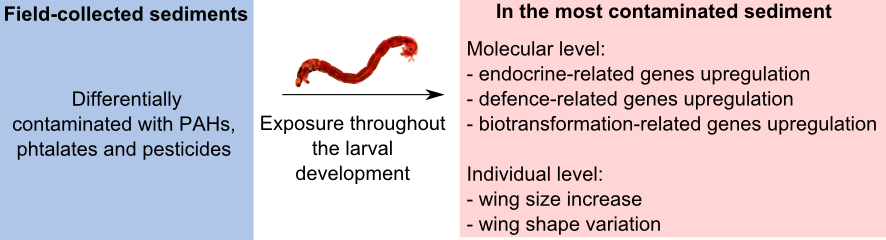 Field-collected sediments
Differentially
contaminated with PAHs,
phtalates and pesticides
Exposure throughout
the larval
development
In the most contaminated sediment
Molecular level:
- endocrine-related genes upregulation
- defence-related genes upregulation
- biotransformation-related genes upregulation
Individual level:
- wing size increase
- wing shape variation